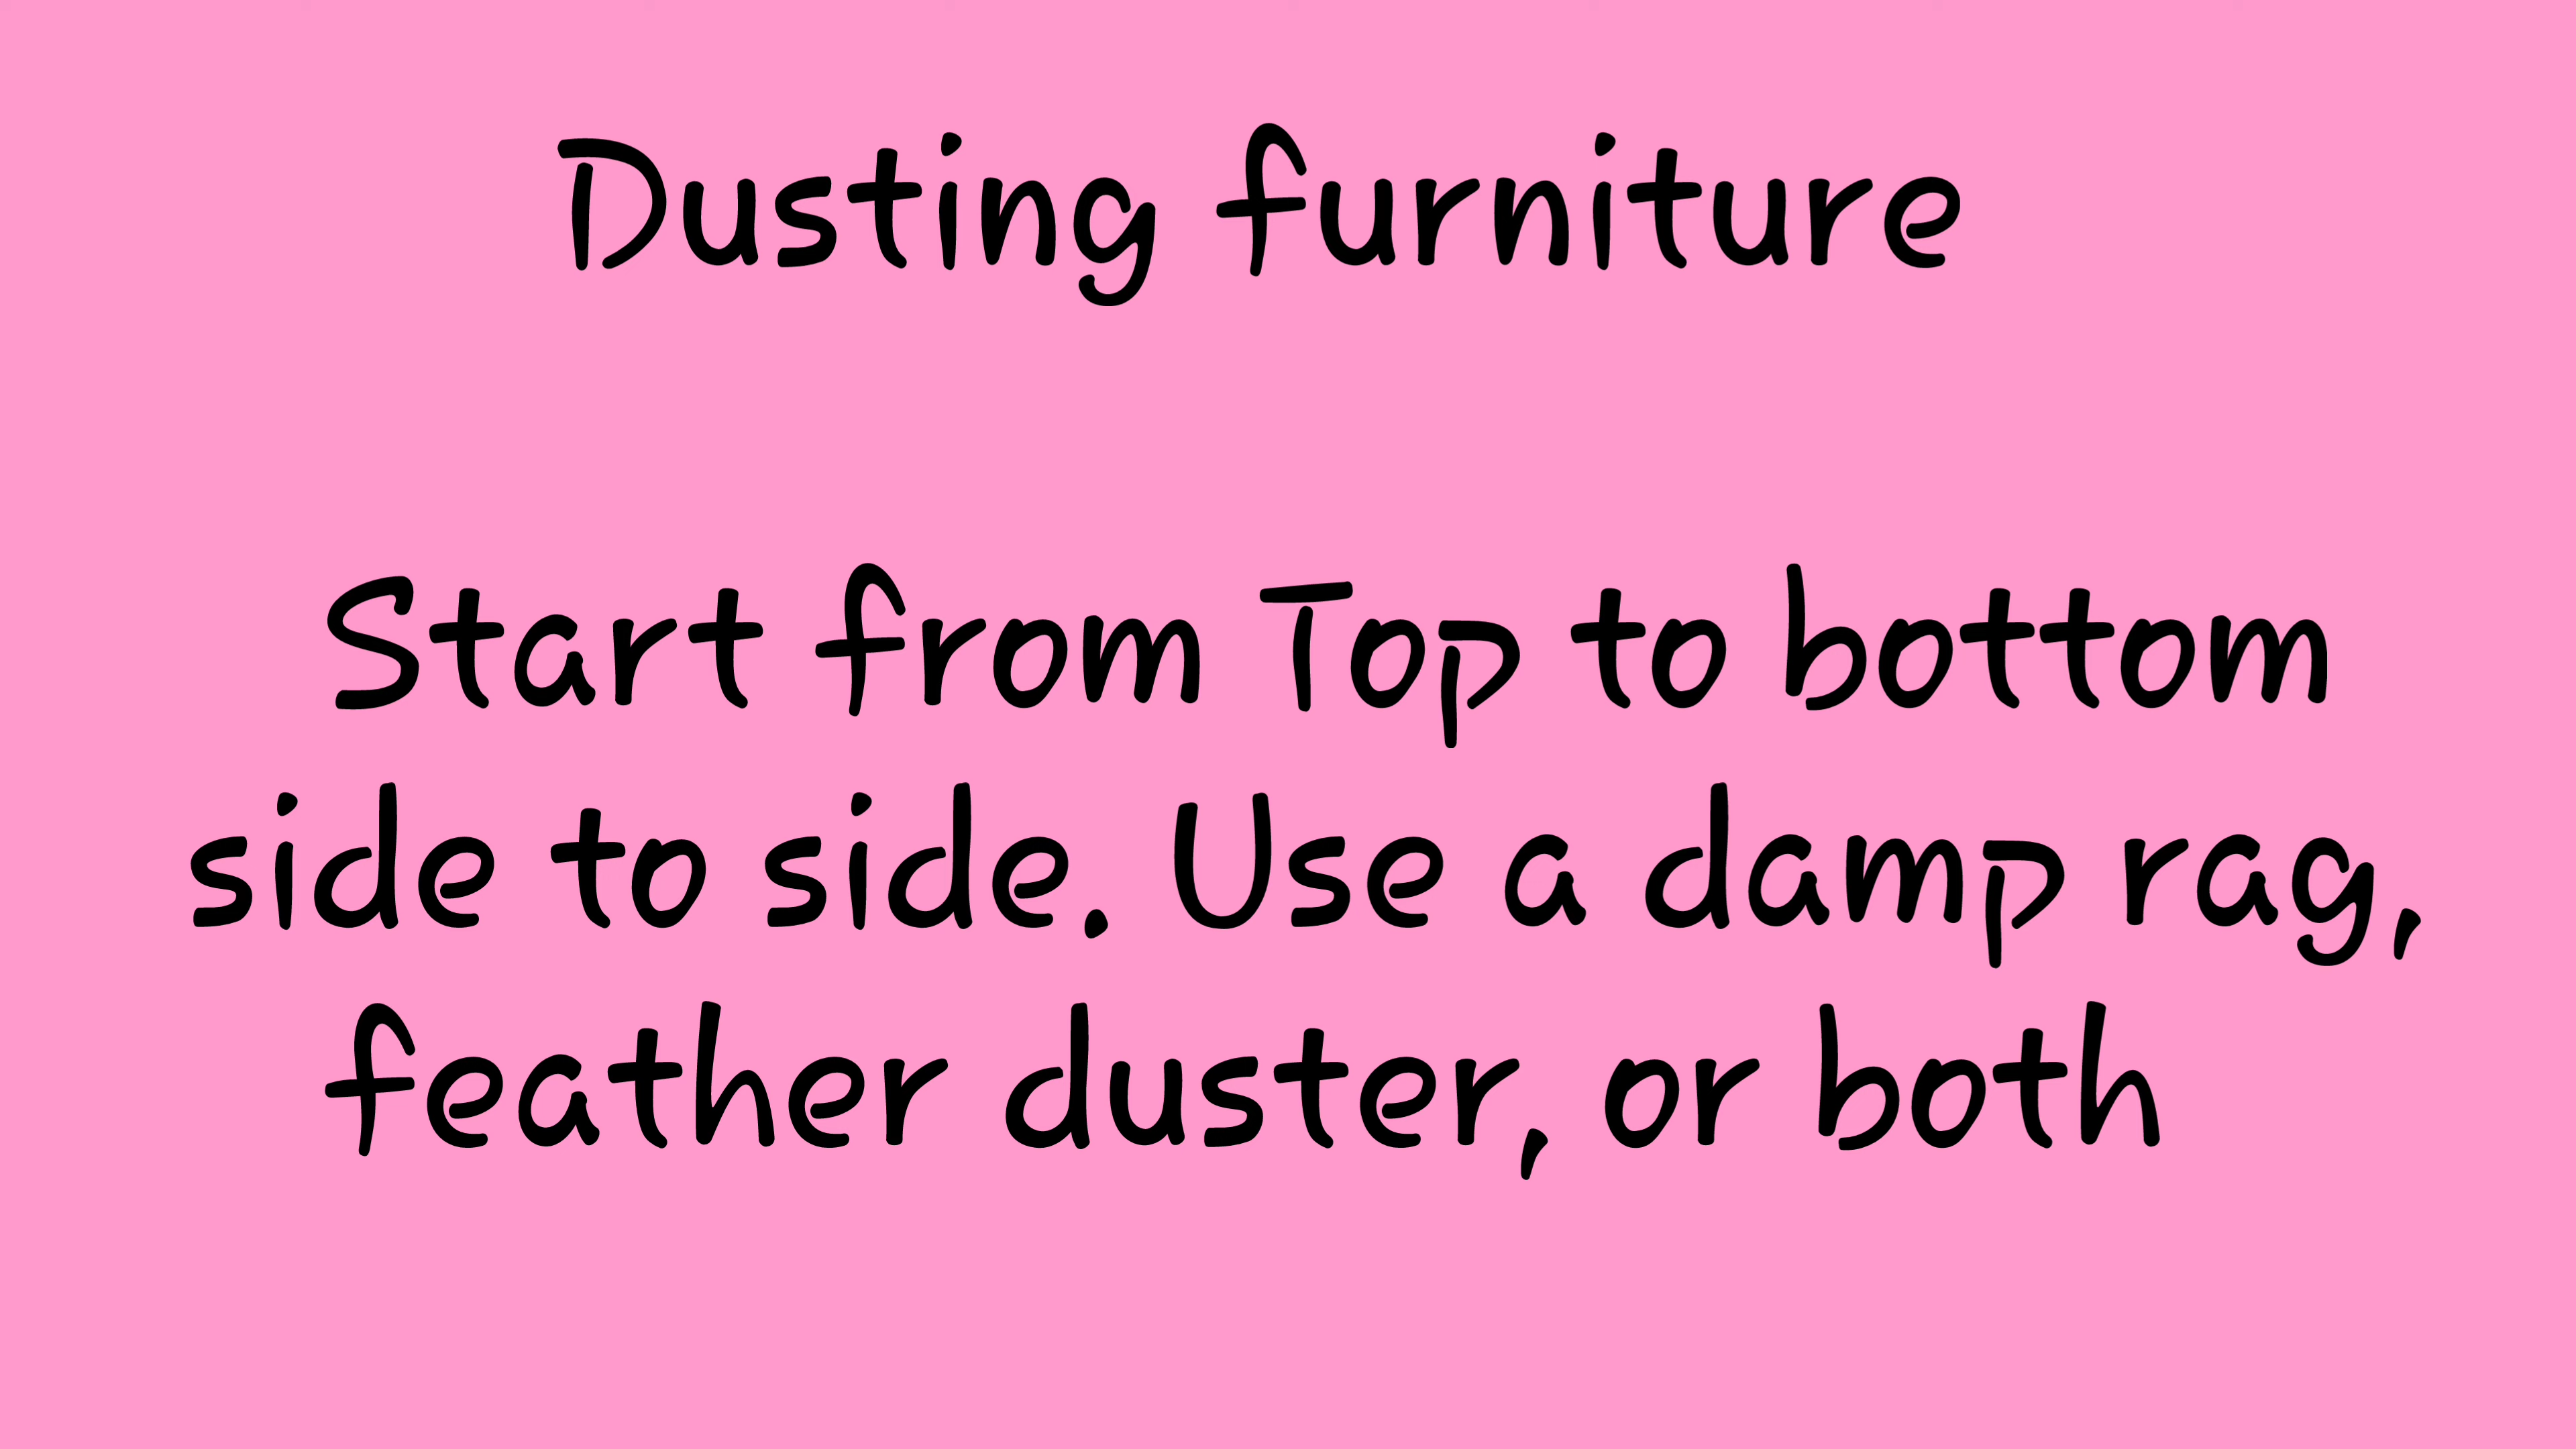 Dusting furniture
Start from Top to bottom
side to side. Use a damp rag,
feather duster, or both